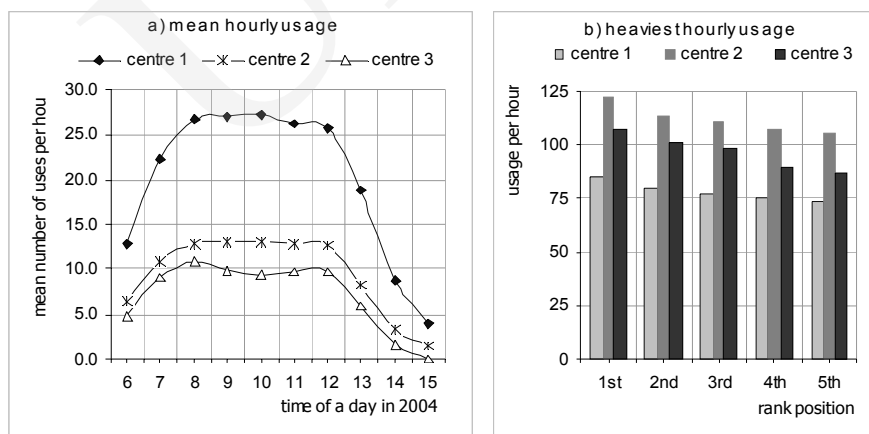 a) mean hourly usage
centre 1 centre 2 centre 3
mean number of uses per hou
30.0
25.0
20.0
15.0
10.0
5.0
0.0
6 7 8 9 10 11 12 13 14 15
time of a day in 2004
b) heaviest hourly usage
centre 1 centre 2 centre 3
usage per hour
125
100
75
50
25
0
1st 2nd 3rd 4th 5th
rank position